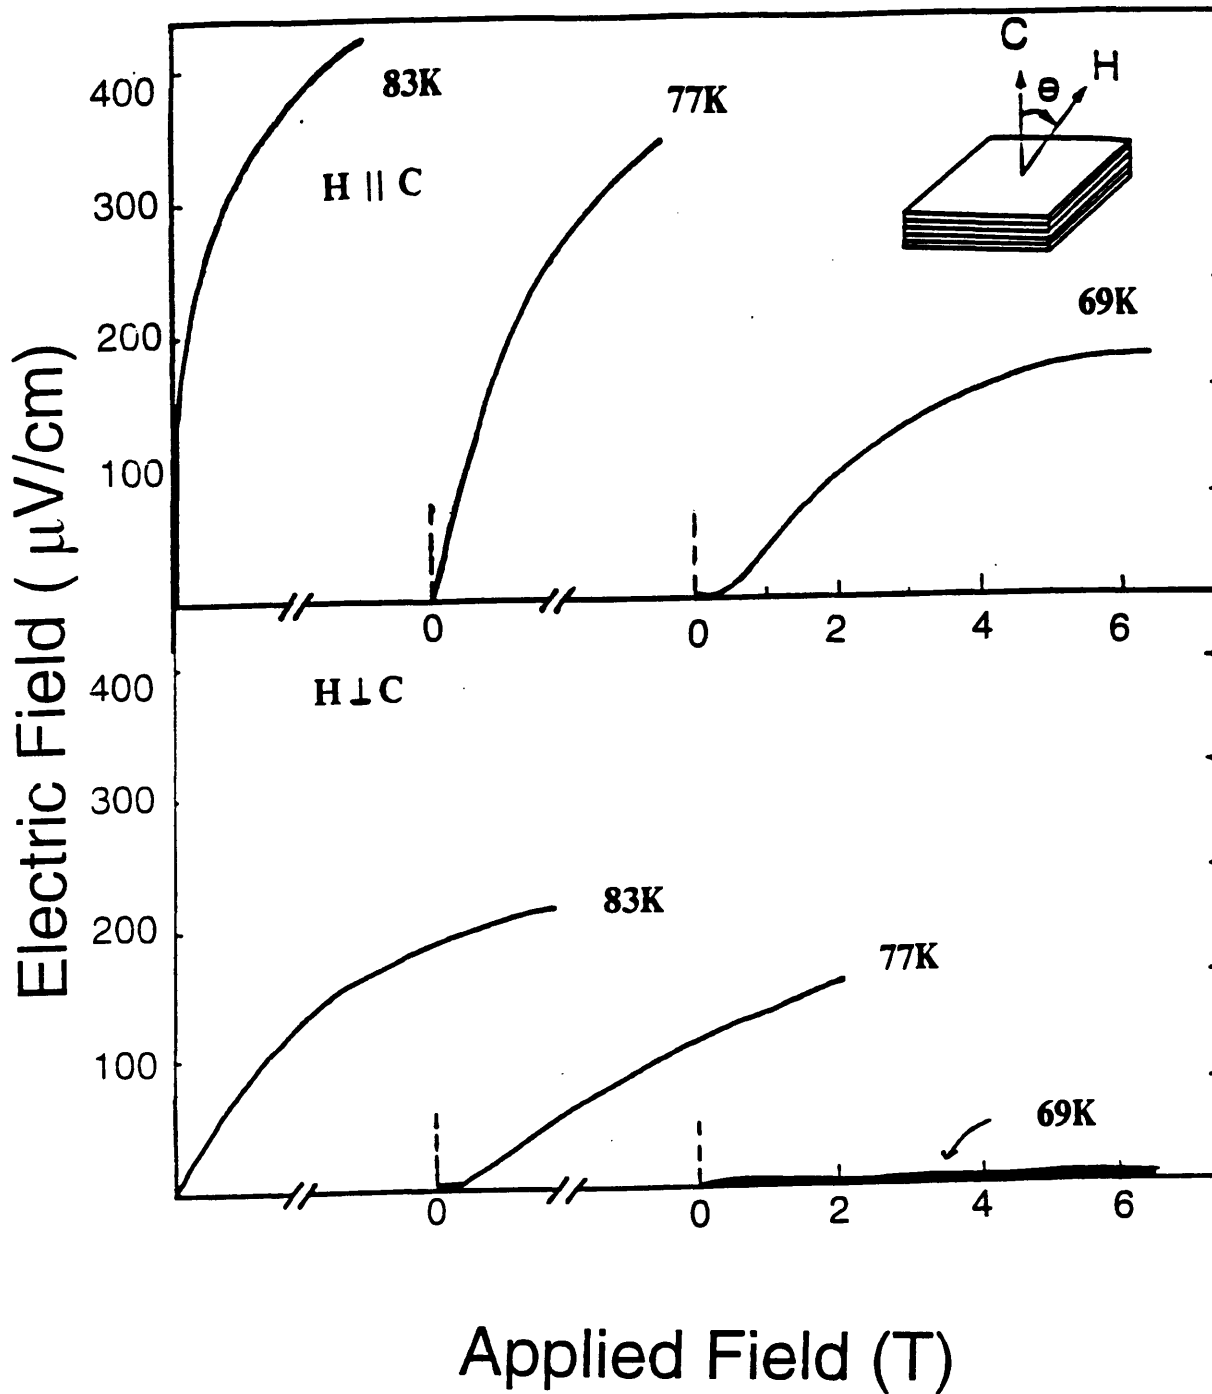 C
H
θ
83K
77K
H || C
69K
400
300
200
100
0
0
2
4
6
H ⊥ C
400
300
200
100
83K
77K
69K
0
0
2
4
6
Electric Field ( μV/cm)
Applied Field (T)